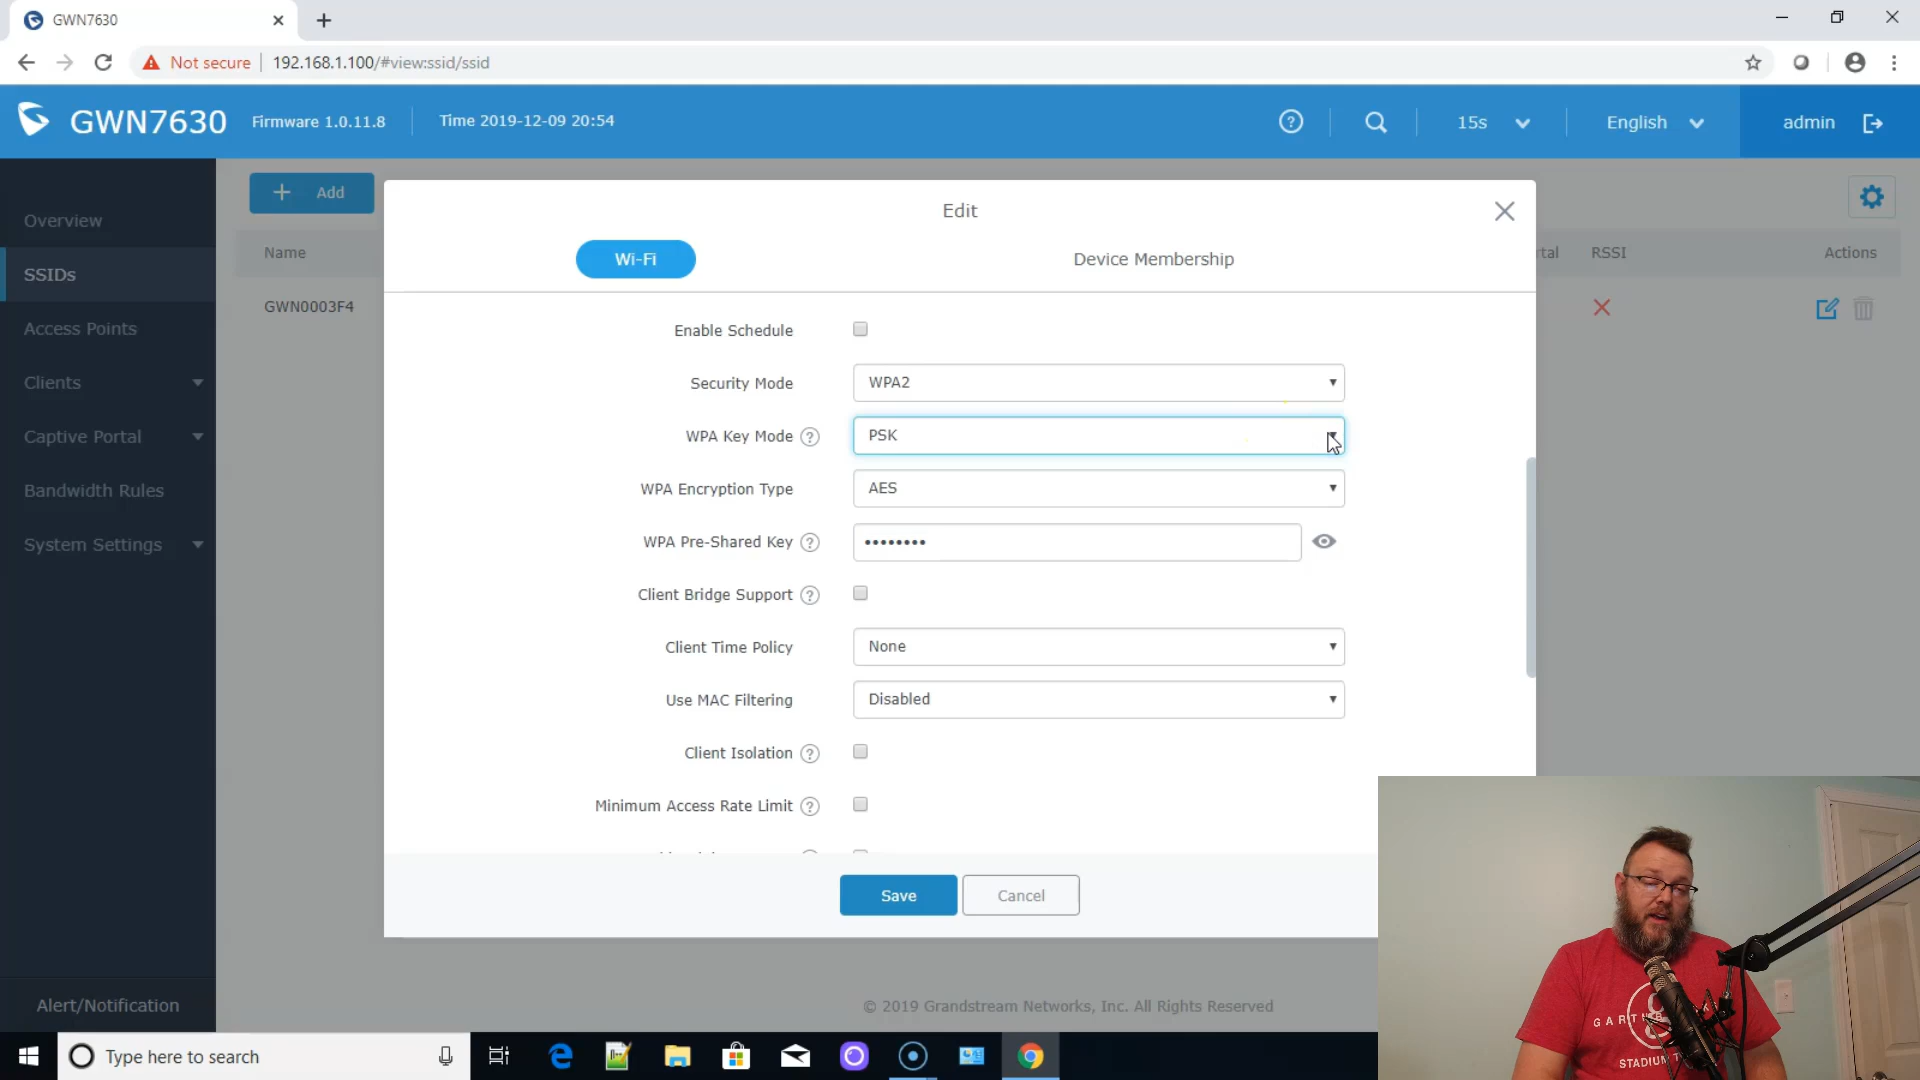 GWN7630
Not secure
192.168.1.100/#view:ssid/ssid
GWN7630
Firmware 1.0.11.8
Time 2019-12-09 20:54
?
15s
English
admin
Overview
SSIDs
Access Points
Clients
Captive Portal
Bandwidth Rules
System Settings
Alert/Notification
+ Add
Name
tal
RSSI
Actions
GWN0003F4
Edit
Wi-Fi
Device Membership
Enable Schedule
Security Mode
WPA2
WPA Key Mode ?
PSK
WPA Encryption Type
AES
WPA Pre-Shared Key ?
••••••••
Client Bridge Support ?
Client Time Policy
None
Use MAC Filtering
Disabled
Client Isolation ?
Minimum Access Rate Limit ?
Save
Cancel
© 2019 Grandstream Networks, Inc. All Rights Reserved
Type here to search
STADIUM